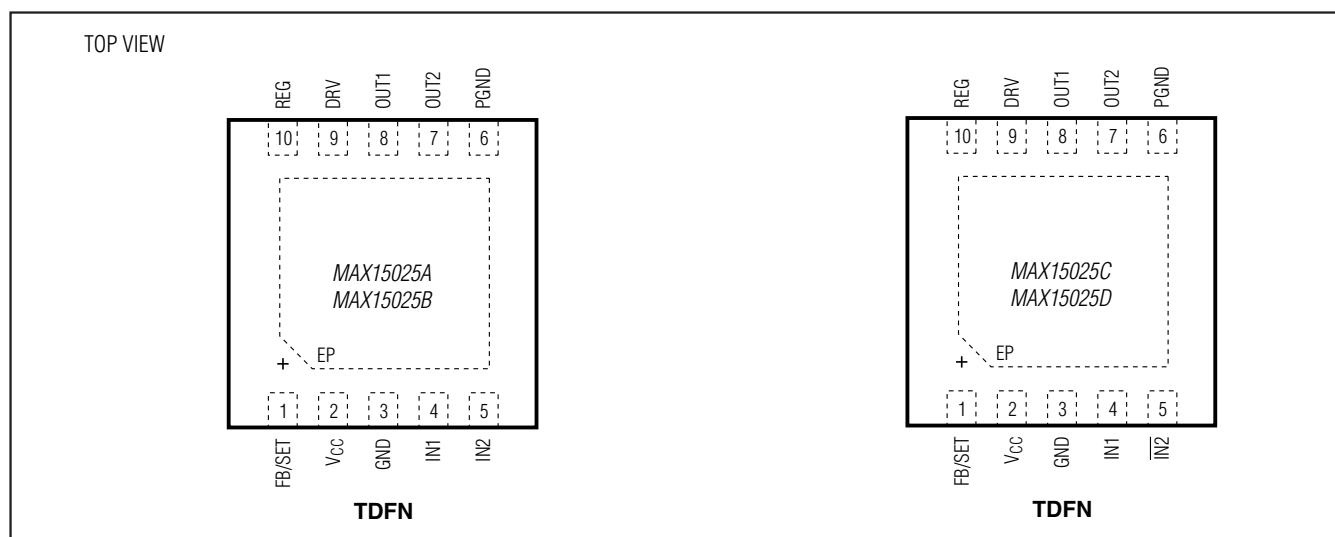 TOP VIEW
REG DRV OUT1 OUT2 PGND
10 9 8 7 6
MAX15025A
MAX15025B
+ EP
1 2 3 4 5
FB/SET VCC GND IN1 IN2
TDFN
REG DRV OUT1 OUT2 PGND
10 9 8 7 6
MAX15025C
MAX15025D
+ EP
1 2 3 4 5
FB/SET VCC GND IN1 I̅N̅2̅
TDFN